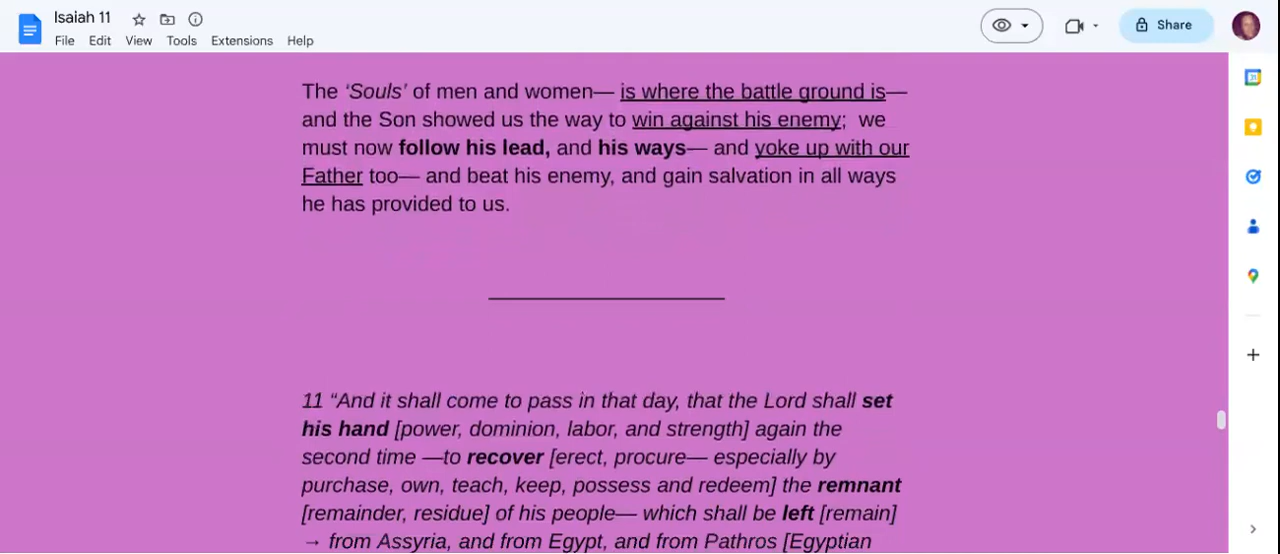 Isaiah 11
File Edit View Tools Extensions Help
Share
The ‘Souls’ of men and women— is where the battle ground is—
and the Son showed us the way to win against his enemy; we
must now follow his lead, and his ways— and yoke up with our
Father too— and beat his enemy, and gain salvation in all ways
he has provided to us.
11 “And it shall come to pass in that day, that the Lord shall set
his hand [power, dominion, labor, and strength] again the
second time —to recover [erect, procure— especially by
purchase, own, teach, keep, possess and redeem] the remnant
[remainder, residue] of his people— which shall be left [remain]
→ from Assyria, and from Egypt, and from Pathros [Egyptian